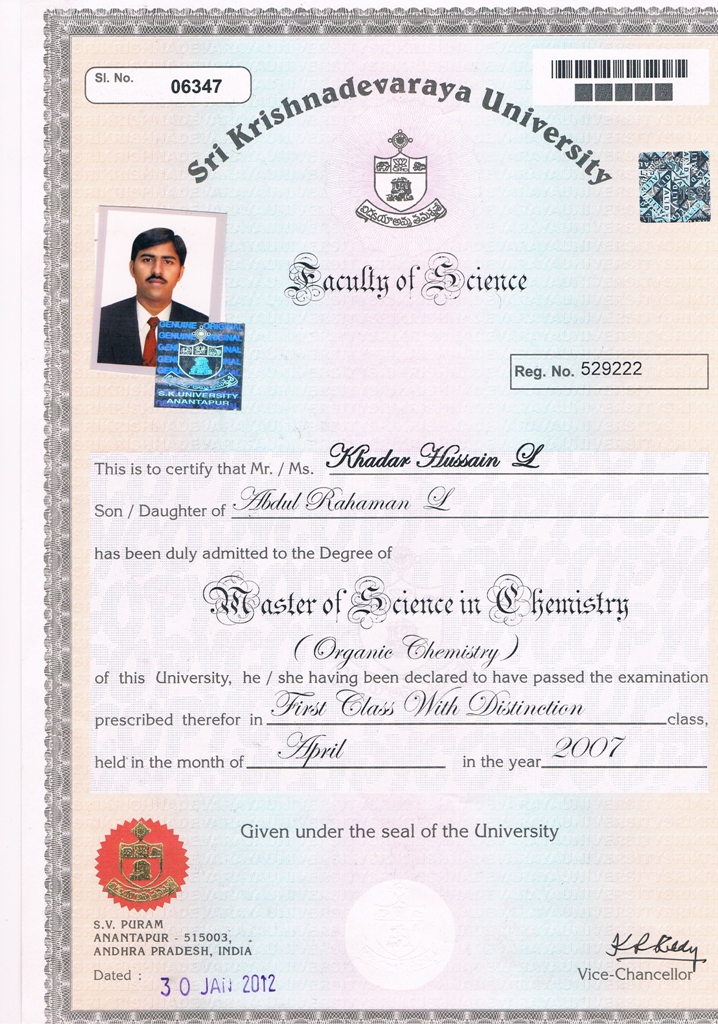 Sl. No. 06347
Sri Krishnadevaraya University
Faculty of Science
GENUINE ORIGINAL
GENUINE ORIGINAL
S.K.UNIVERSITY
ANANTAPUR
Reg. No. 529222
This is to certify that Mr. / Ms. Khadar Hussain L
Son / Daughter of Abdul Rahaman L
has been duly admitted to the Degree of
Master of Science in Chemistry
( Organic Chemistry )
of this University, he / she having been declared to have passed the examination
prescribed therefor in First Class With Distinction class,
held in the month of April in the year 2007
Given under the seal of the University
S.V. PURAM
ANANTAPUR - 515003,
ANDHRA PRADESH, INDIA
Dated : 30 JAN 2012
Vice-Chancellor